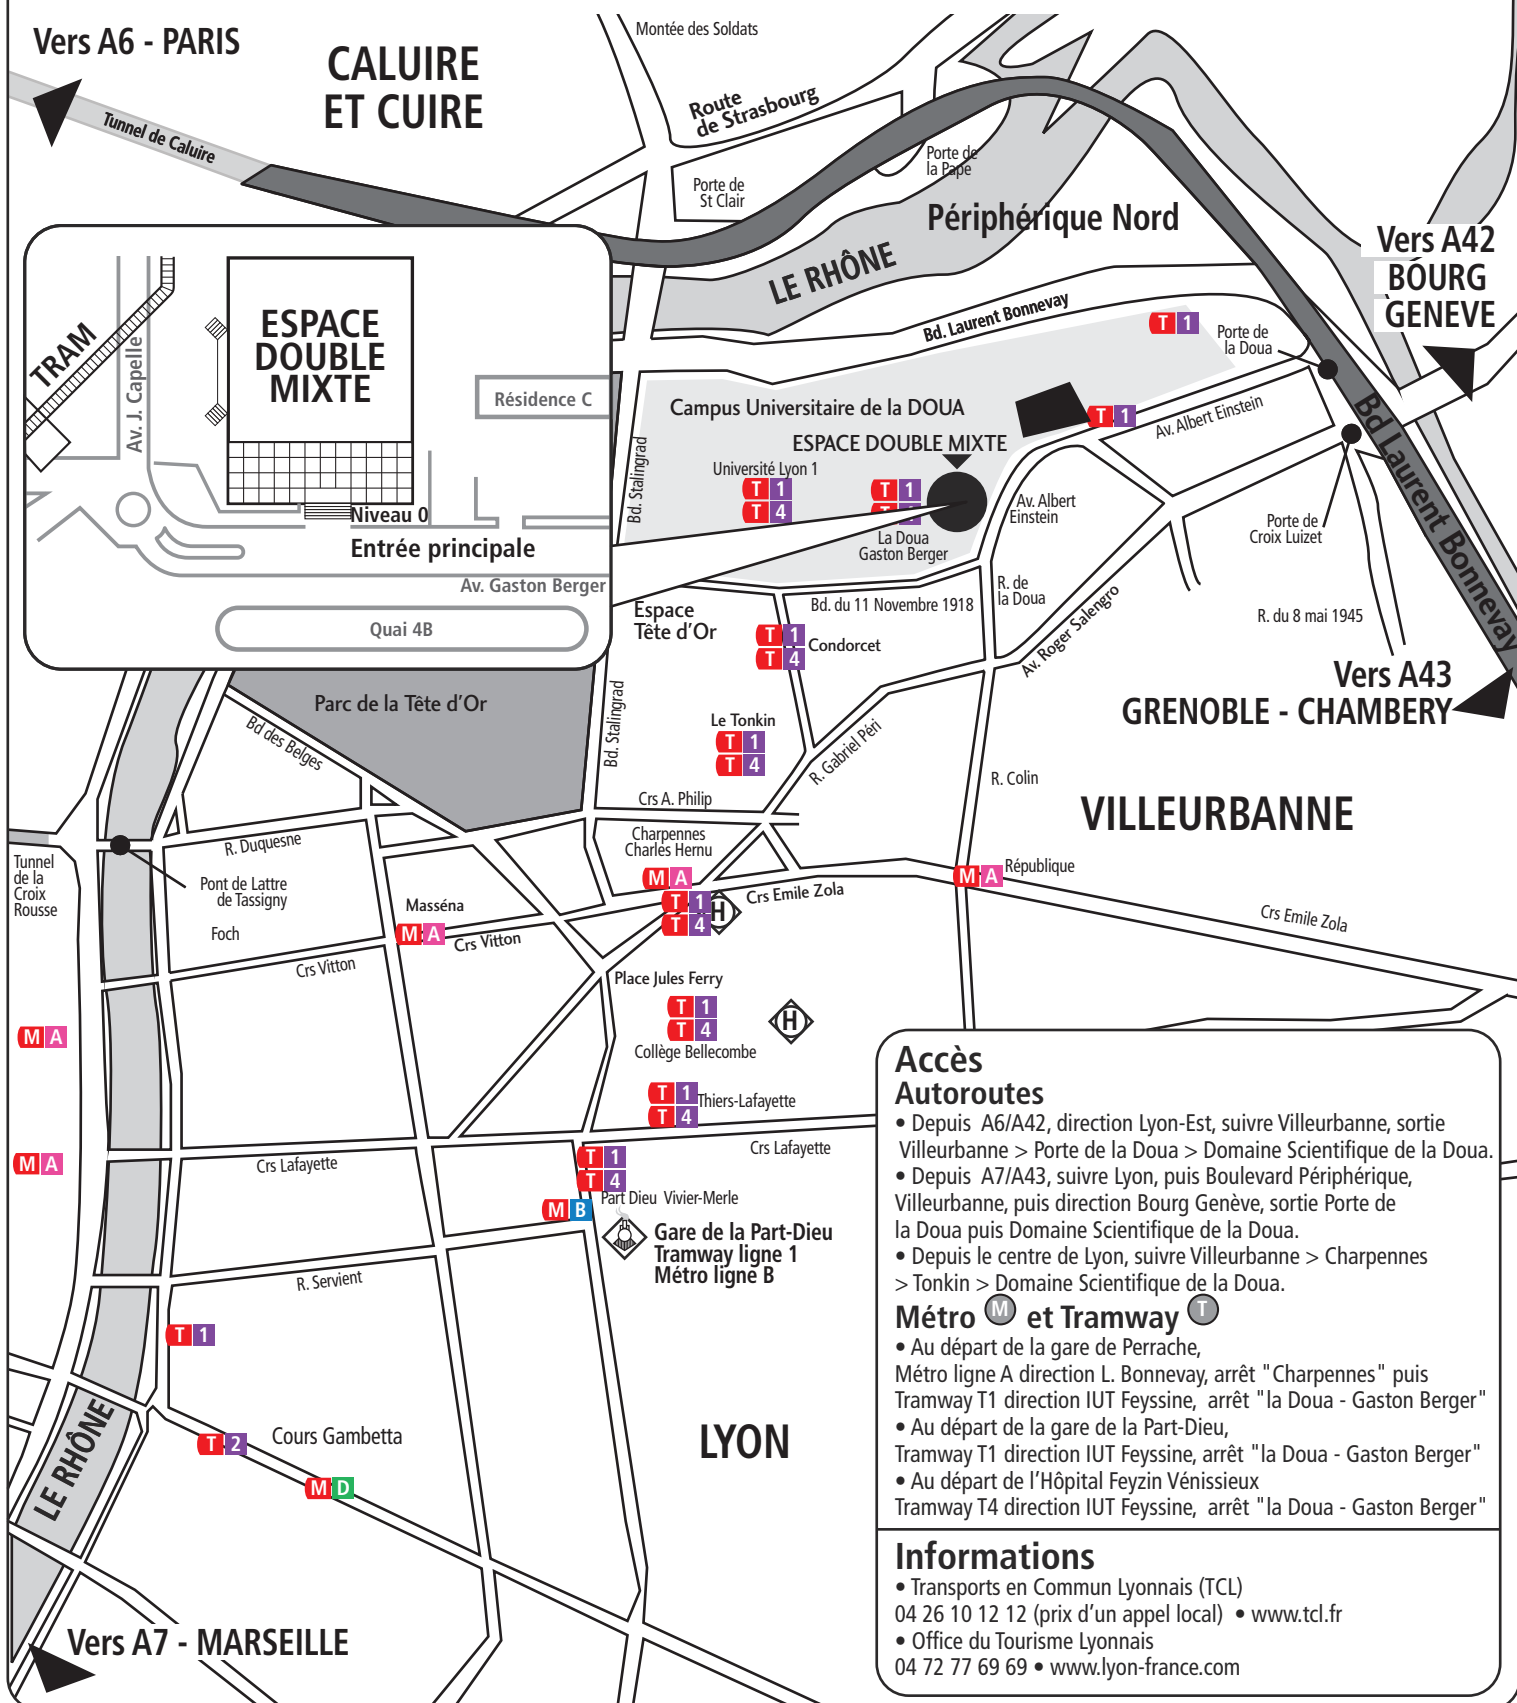 Vers A6 - PARIS
CALUIRE
ET CUIRE
Montée des Soldats
Route
de Strasbourg
Tunnel de Caluire
Porte de
la Pape
Porte de
St Clair
Périphérique Nord
LE RHÔNE
Vers A42
BOURG
GENEVE
Bd. Laurent Bonnevay
T 1
Porte de
la Doua
TRAM
Av. J. Capelle
ESPACE
DOUBLE
MIXTE
Résidence C
Niveau 0
Entrée principale
Av. Gaston Berger
Quai 4B
Campus Universitaire de la DOUA
T 1
Av. Albert Einstein
ESPACE DOUBLE MIXTE
Bd. Stalingrad
Université Lyon 1
T 1
T 4
T 1
La Doua
Gaston Berger
Av. Albert
Einstein
Porte de
Croix Luizet
Bd Laurent Bonnevay
R. de
la Doua
Bd. du 11 Novembre 1918
Espace
Tête d'Or
T 1
T 4
Condorcet
Av. Roger Salengro
R. du 8 mai 1945
Vers A43
GRENOBLE - CHAMBERY
Parc de la Tête d'Or
Bd des Belges
Bd. Stalingrad
Le Tonkin
T 1
T 4
R. Gabriel Péri
R. Colin
VILLEURBANNE
Crs A. Philip
R. Duquesne
Charpennes
Charles Hernu
M A
T 1
T 4
H
Crs Emile Zola
M A
République
Crs Emile Zola
Tunnel
de la
Croix
Rousse
Pont de Lattre
de Tassigny
Masséna
M A
Foch
Crs Vitton
Crs Vitton
Place Jules Ferry
T 1
T 4
H
Collège Bellecombe
M A
T 1
T 4
Thiers-Lafayette
Crs Lafayette
M A
Crs Lafayette
T 1
T 4
Part Dieu Vivier-Merle
M B
Gare de la Part-Dieu
Tramway ligne 1
Métro ligne B
R. Servient
T 1
T 2
Cours Gambetta
M D
LE RHÔNE
LYON
Vers A7 - MARSEILLE
Accès
Autoroutes
• Depuis A6/A42, direction Lyon-Est, suivre Villeurbanne, sortie
Villeurbanne > Porte de la Doua > Domaine Scientifique de la Doua.
• Depuis A7/A43, suivre Lyon, puis Boulevard Périphérique,
Villeurbanne, puis direction Bourg Genève, sortie Porte de
la Doua puis Domaine Scientifique de la Doua.
• Depuis le centre de Lyon, suivre Villeurbanne > Charpennes
> Tonkin > Domaine Scientifique de la Doua.
Métro M et Tramway T
• Au départ de la gare de Perrache,
Métro ligne A direction L. Bonnevay, arrêt "Charpennes" puis
Tramway T1 direction IUT Feyssine, arrêt "la Doua - Gaston Berger"
• Au départ de la gare de la Part-Dieu,
Tramway T1 direction IUT Feyssine, arrêt "la Doua - Gaston Berger"
• Au départ de l'Hôpital Feyzin Vénissieux
Tramway T4 direction IUT Feyssine, arrêt "la Doua - Gaston Berger"
Informations
• Transports en Commun Lyonnais (TCL)
04 26 10 12 12 (prix d'un appel local) • www.tcl.fr
• Office du Tourisme Lyonnais
04 72 77 69 69 • www.lyon-france.com